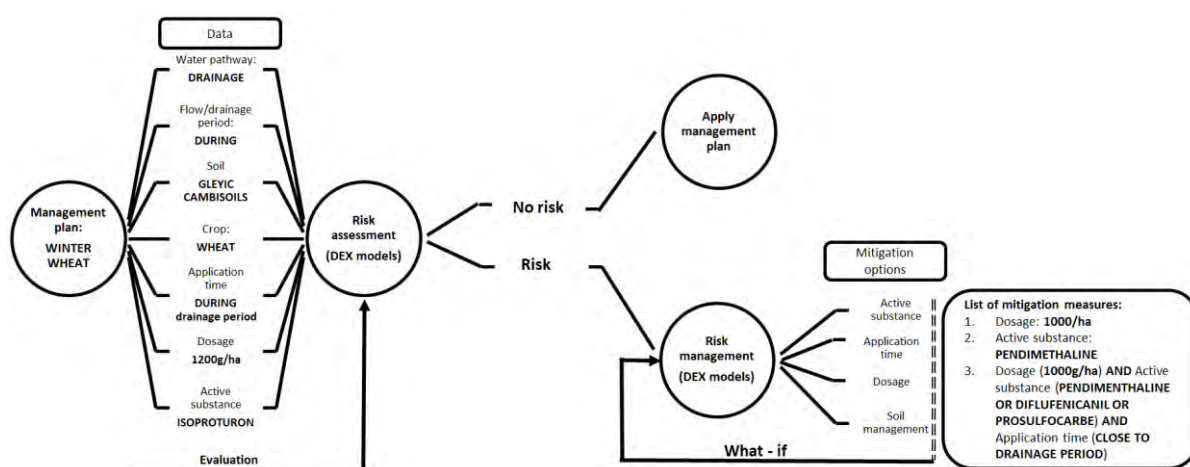 Data
Water pathway:
DRAINAGE
Flow/drainage
period:
DURING
Soil
GLEYIC
CAMBISOILS
Crop:
WHEAT
Application
time
DURING
drainage period
Dosage
1200g/ha
Active
substance
ISOPROTURON
Evaluation
Management
plan:
WINTER
WHEAT
Risk
assessment
(DEX models)
No risk
Risk
Apply
management
plan
Risk
management
(DEX models)
Mitigation
options
Active
substance
Application
time
Dosage
Soil
management
What - if
List of mitigation measures:
1. Dosage: 1000/ha
2. Active substance:
PENDIMETHALINE
3. Dosage (1000g/ha) AND Active
substance (PENDIMENTHALINE
OR DIFLUFENICANIL OR
PROSULFOCARBE) AND
Application time (CLOSE TO
DRAINAGE PERIOD)